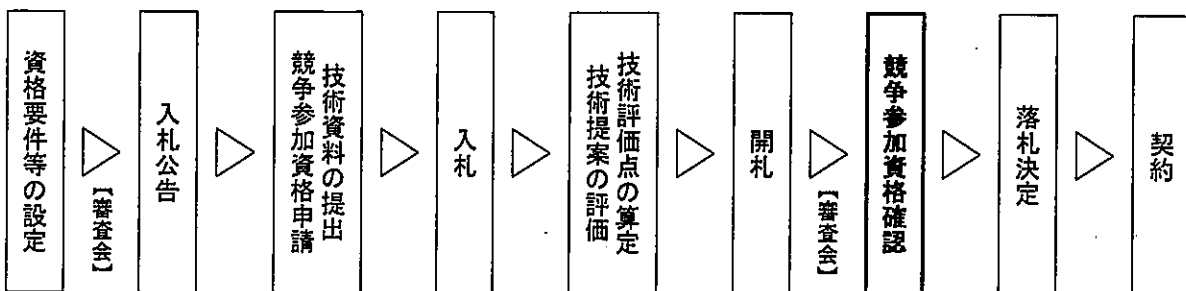 資格要件等の設定
【審査会】
入札公告
技術資料の提出
競争参加資格申請
入札
技術評価点の算定
技術提案の評価
開札
【審査会】
競争参加資格確認
落札決定
契約